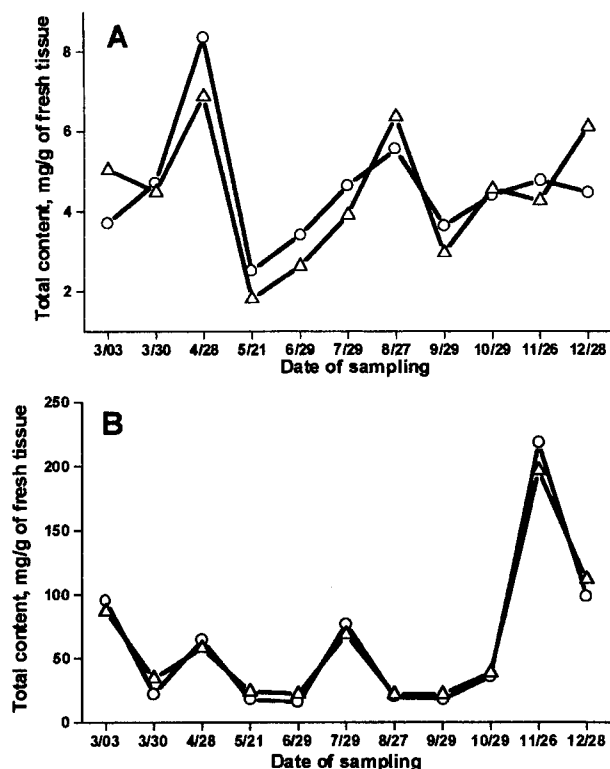 A
Total content, mg/g of fresh tissue
8
6
4
2
3/03 3/30 4/28 5/21 6/29 7/29 8/27 9/29 10/29 11/26 12/28
Date of sampling
B
Total content, mg/g of fresh tissue
250
200
150
100
50
0
3/03 3/30 4/28 5/21 6/29 7/29 8/27 9/29 10/29 11/26 12/28
Date of sampling